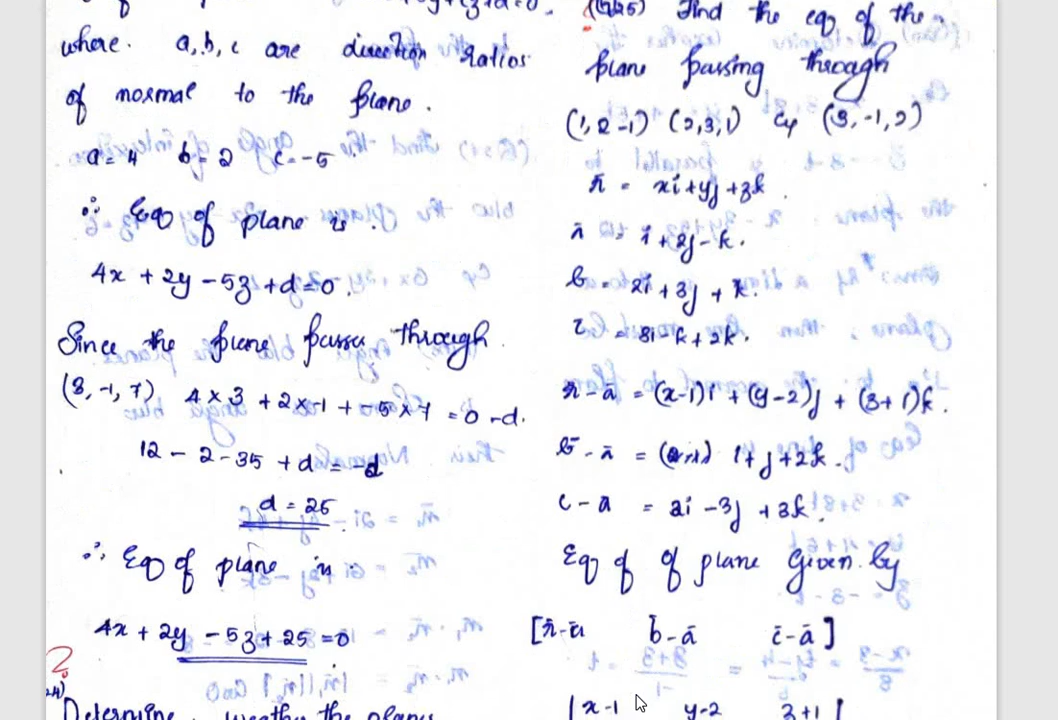 where. a, b, c are direction Ratios
of normal to the plane.
a = 4 b = 2 c = -5
∴ Eq of plane is.
4x + 2y - 5z + d = 0.
Since the plane passes through
(3, -1, 7) 4 × 3 + 2 × -1 + -5 × 7 = 0 - d.
12 - 2 - 35 + d = -d
d = 25
∴ Eq of plane is.
4x + 2y - 5z + 25 = 0
?
Determine
the planes
Find the eq of the
plane passing through
(1, 2 -1) (2, 3, 1) & (3, -1, 2)
r̄ = xi + yj + zk.
ā = i + 2j - k.
b̄ = 2i + 3j + k.
c̄ = 3i - k + 2k.
r̄ - ā = (x-1)i + (y-2)j + (z+1)k.
b̄ - ā = i + j + 2k.
c - a = 2i - 3j + 3k.
Eq of of plane Given by
[r̄-ā b̄-ā c̄-ā]
| x-1 y-2 z+1 |